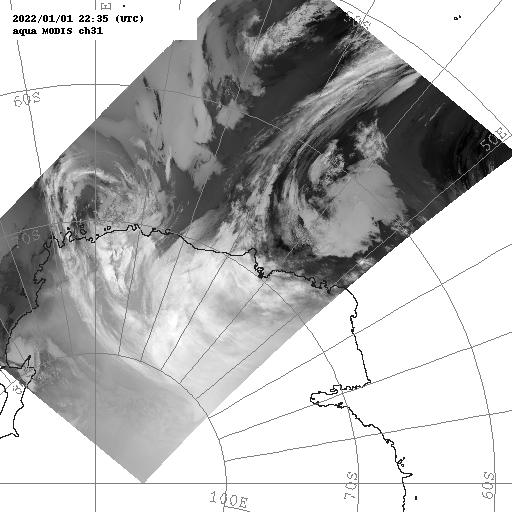 2022/01/01 22:35 (UTC)
aqua MODIS ch31
60S
50E
70S
100E
70S
60S